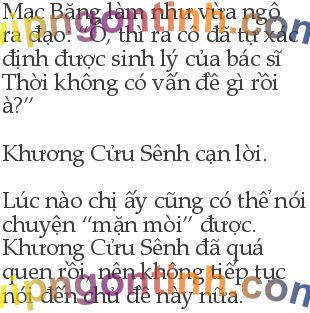 Mạc Băng làm như vừa ngộ
ra đạo: “Ồ, thì ra cô đã tự xác
định được sinh lý của bác sĩ
Thời không có vấn đề gì rồi
à?”
Khương Cửu Sênh cạn lời.
Lúc nào chị ấy cũng có thể nói
chuyện “mặn mòi” được.
Khương Cửu Sênh đã quá
quen rồi, nên không tiếp tục
nói đến chủ đề này nữa.
vipngontinh.com
vipngontinh.com